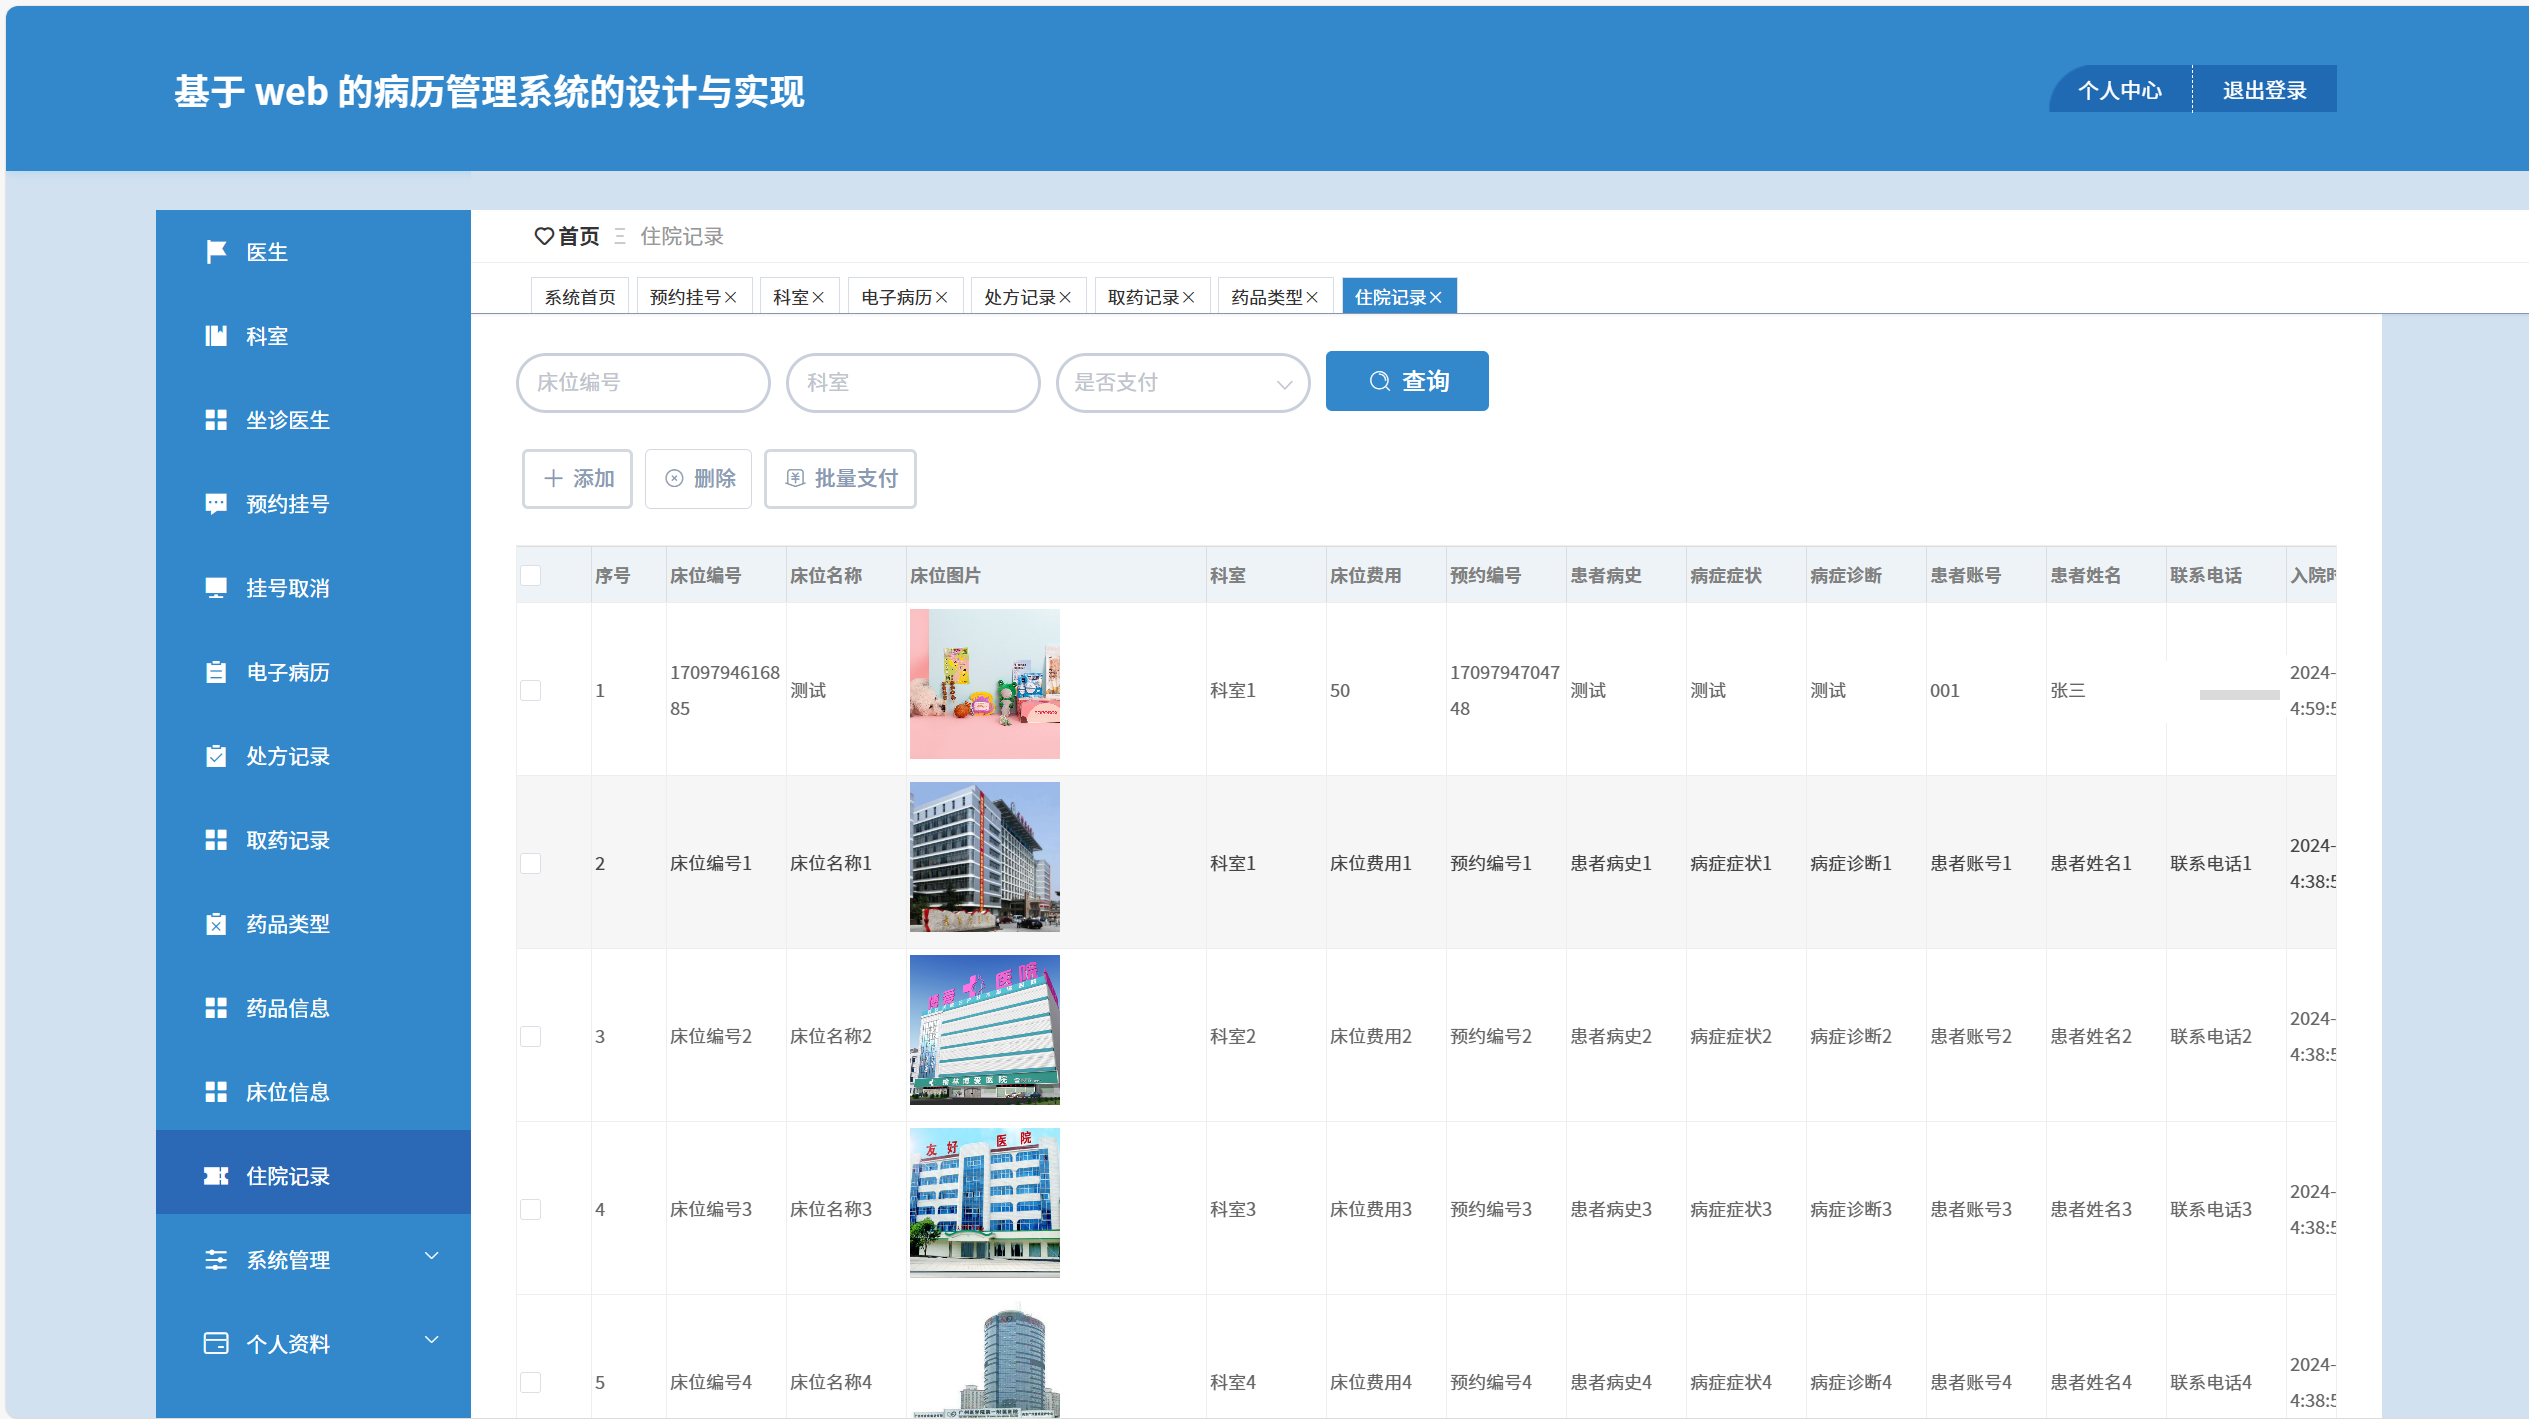 基于 web 的病历管理系统的设计与实现
个人中心 退出登录
医生
科室
坐诊医生
预约挂号
挂号取消
电子病历
处方记录
取药记录
药品类型
药品信息
床位信息
住院记录
系统管理
个人资料
首页 住院记录
系统首页 预约挂号 科室 电子病历 处方记录 取药记录 药品类型 住院记录
床位编号 科室 是否支付 查询
添加 删除 批量支付
序号 床位编号 床位名称 床位图片 科室 床位费用 预约编号 患者病史 病症症状 病症诊断 患者账号 患者姓名 联系电话 入院时
1 1709794616885 测试 科室1 50 1709794704748 测试 测试 测试 001 张三 2024- 4:59:5
2 床位编号1 床位名称1 科室1 床位费用1 预约编号1 患者病史1 病症症状1 病症诊断1 患者账号1 患者姓名1 联系电话1 2024- 4:38:5
博爱医院
榆林博爱医院
3 床位编号2 床位名称2 科室2 床位费用2 预约编号2 患者病史2 病症症状2 病症诊断2 患者账号2 患者姓名2 联系电话2 2024- 4:38:5
友好医院
4 床位编号3 床位名称3 科室3 床位费用3 预约编号3 患者病史3 病症症状3 病症诊断3 患者账号3 患者姓名3 联系电话3 2024- 4:38:5
5 床位编号4 床位名称4 科室4 床位费用4 预约编号4 患者病史4 病症症状4 病症诊断4 患者账号4 患者姓名4 联系电话4 2024- 4:38:5